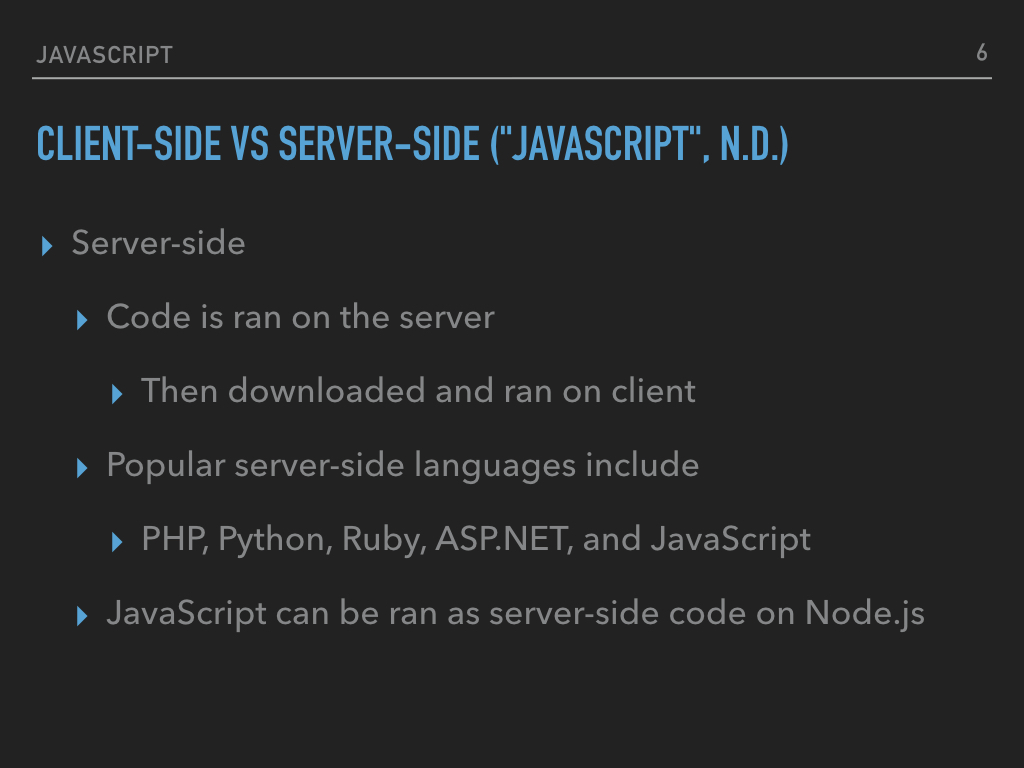 JAVASCRIPT 6
CLIENT-SIDE VS SERVER-SIDE ("JAVASCRIPT", N.D.)
Server-side
Code is ran on the server
Then downloaded and ran on client
Popular server-side languages include
PHP, Python, Ruby, ASP.NET, and JavaScript
JavaScript can be ran as server-side code on Node.js